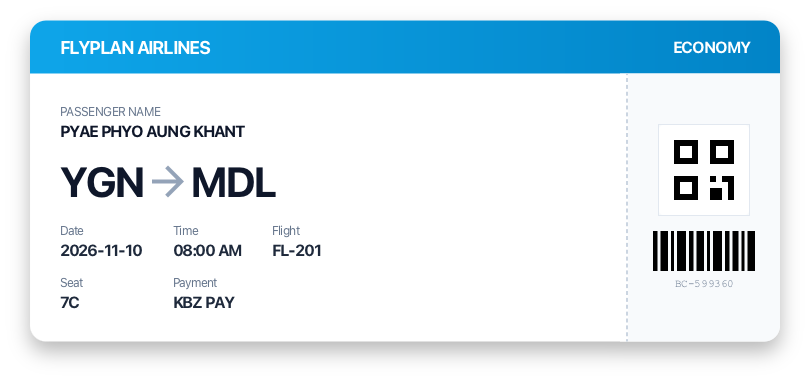 FLYPLAN AIRLINES
ECONOMY
PASSENGER NAME
PYAE PHYO AUNG KHANT
YGN → MDL
Date Time Flight
2026-11-10 08:00 AM FL-201
Seat Payment
7C KBZ PAY
BC-599360